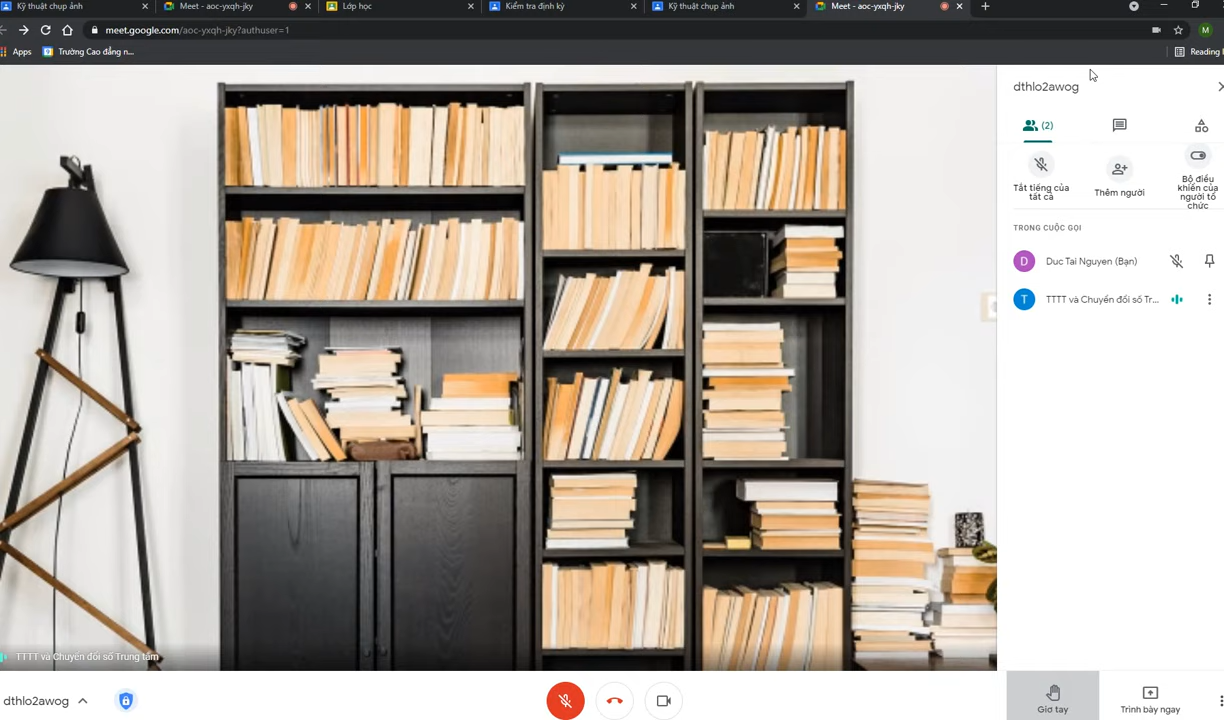 Kỹ thuật chụp ảnh
Meet - aoc-yxqh-jky
Lớp học
Kiểm tra định kỳ
Kỹ thuật chụp ảnh
Meet - aoc-yxqh-jky
meet.google.com/aoc-yxqh-jky?authuser=1
M
Apps
Trường Cao đẳng n...
Reading l
dthlo2awog
(2)
Tắt tiếng của
tất cả
Thêm người
Bộ điều
khiển của
người tổ
chức
TRONG CUỘC GỌI
D
Duc Tai Nguyen (Bạn)
T
TTTT và Chuyển đổi số Tr...
TTTT và Chuyển đổi số Trung tâm
dthlo2awog
Giơ tay
Trình bày ngay